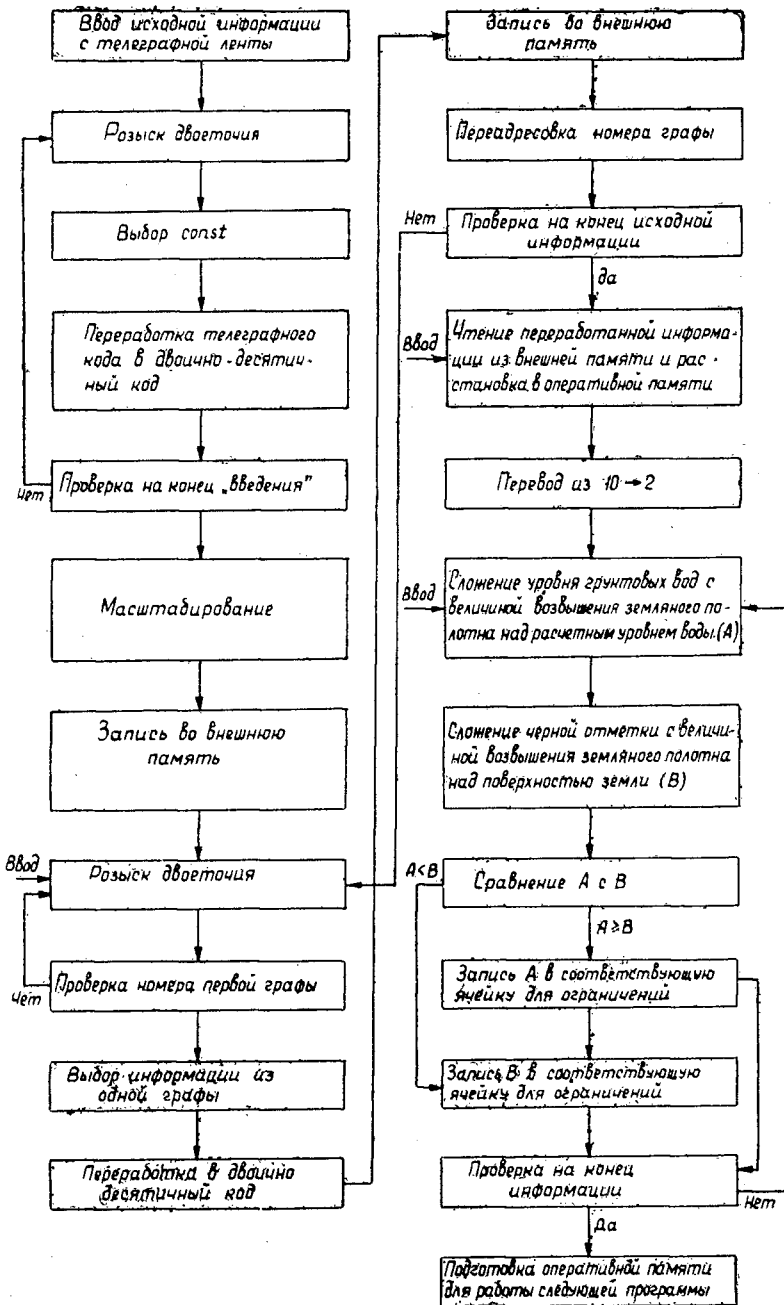 Ввод исходной информации
с телеграфной ленты
Розыск двоеточия
Выбор const
Переработка телеграфного
кода в двоично-десятич-
ный код
Нет
Проверка на конец „введения"
Масштабирование
Запись во внешнюю
память
Ввод
Розыск двоеточия
Нет
Проверка номера первой графы
Выбор информации из
одной графы
Переработка в двоично
десятичный код
Запись во внешнюю
память
Переадресовка номера графы
Нет
Проверка на конец исходной
информации
да
Ввод
Чтение переработанной информа-
ции из внешней памяти и рас-
становка в оперативной памяти
Перевод из 10→2
Ввод
Сложение уровня грунтовых вод с
величиной возвышения земляного по-
лотна над расчетным уровнем воды.(А)
Сложение черной отметки с величи-
ной возвышения земляного полотна
над поверхностью земли (В)
А<В
Сравнение А с В
А≥В
Запись А в соответствующую
ячейку для ограничений
Запись В в соответствующую
ячейку для ограничений
Проверка на конец
информации
Нет
Да
Подготовка оперативной памяти
для работы следующей программы